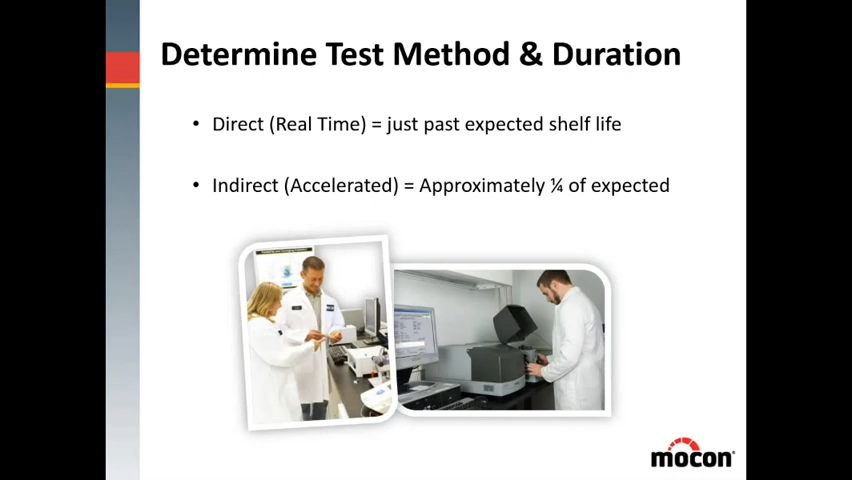 Determine Test Method & Duration
• Direct (Real Time) = just past expected shelf life
• Indirect (Accelerated) = Approximately ¼ of expected
mocon